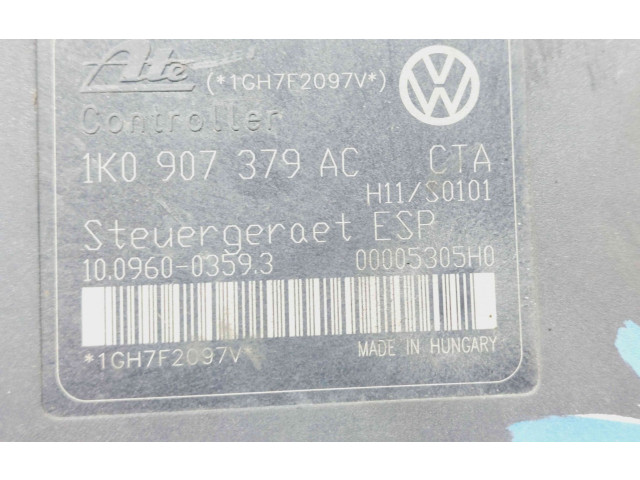 Ate (*1GH7F2097V*)
Controller
1K0 907 379 AC CTA
H11/S0101
Steuergeraet ESP
10.0960-0359.3 00005305H0
*1GH7F2097V*
MADE IN HUNGARY